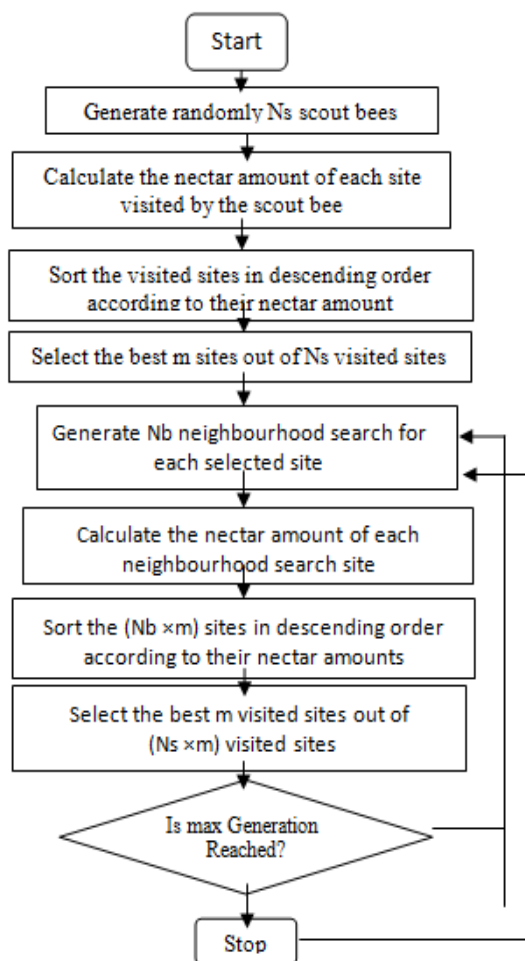 Start
Generate randomly Ns scout bees
Calculate the nectar amount of each site
visited by the scout bee
Sort the visited sites in descending order
according to their nectar amount
Select the best m sites out of Ns visited sites
Generate Nb neighbourhood search for
each selected site
Calculate the nectar amount of each
neighbourhood search site
Sort the (Nb ×m) sites in descending order
according to their nectar amounts
Select the best m visited sites out of
(Ns ×m) visited sites
Is max Generation
Reached?
Stop